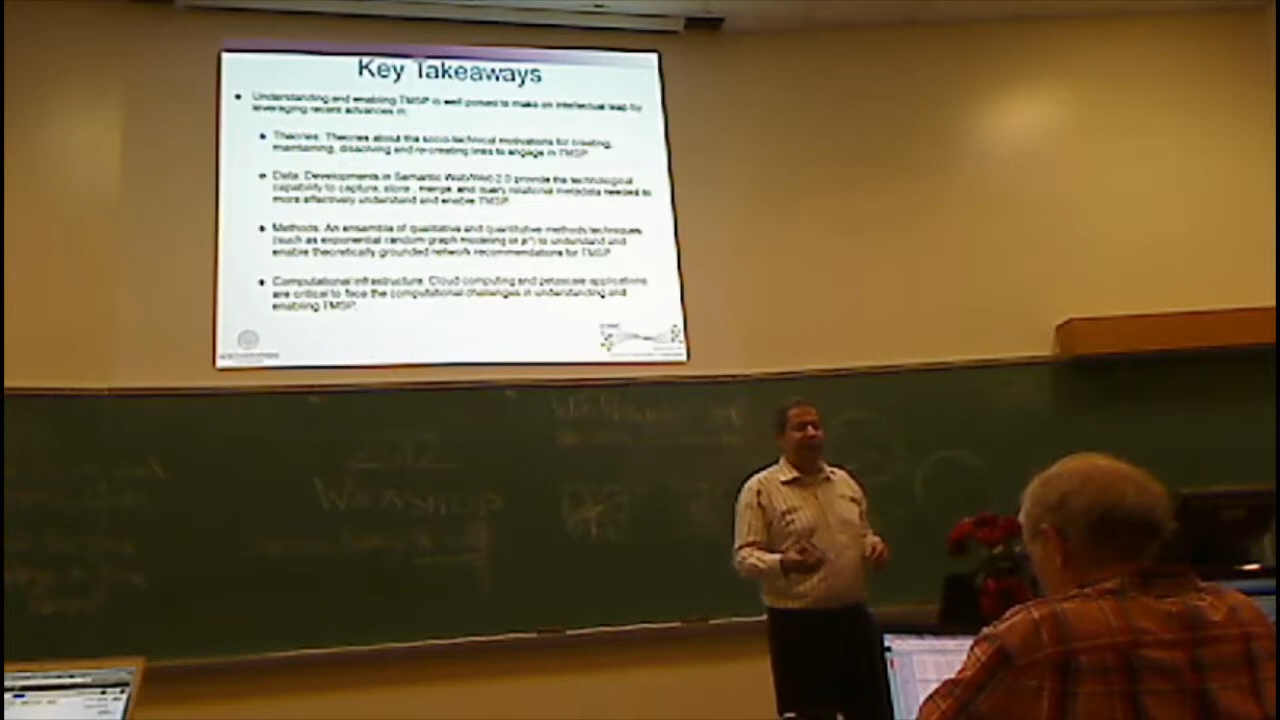 Key Takeaways
Understanding and enabling TMSP is well poised to make an intellectual leap by
leveraging recent advances in:
Theories: Theories about the socio-technical motivations for creating,
maintaining, dissolving and re-creating links to engage in TMSP
Data: Developments in Semantic Web/Web 2.0 provide the technological
capability to capture, store, merge, and query relational metadata needed to
more effectively understand and enable TMSP.
Methods: An ensemble of qualitative and quantitative methods techniques
(such as exponential random graph modeling or p*) to understand and
enable theoretically grounded network recommendations for TMSP
Computational infrastructure: Cloud computing and petascale applications
are critical to face the computational challenges in understanding and
enabling TMSP.
WEBSHOP